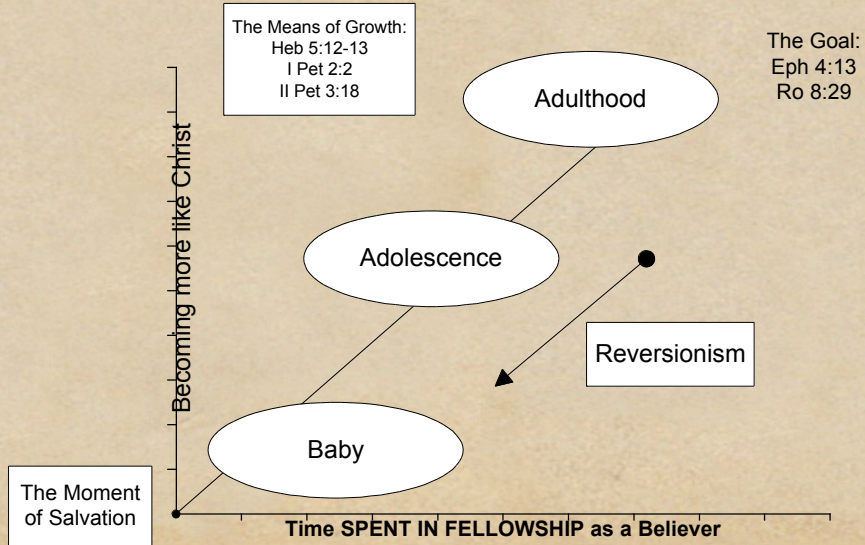 The Means of Growth:
Heb 5:12-13
I Pet 2:2
II Pet 3:18
The Goal:
Eph 4:13
Ro 8:29
Adulthood
Becoming more like Christ
Adolescence
Reversionism
Baby
The Moment
of Salvation
Time SPENT IN FELLOWSHIP as a Believer